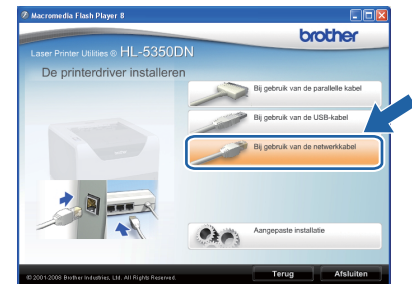 Macromedia Flash Player 8
brother
Laser Printer Utilities ® HL-5350DN
De printerdriver installeren
Bij gebruik van de parallelle kabel
Bij gebruik van de USB-kabel
Bij gebruik van de netwerkkabel
Aangepaste installatie
© 2001-2008 Brother Industries, Ltd. All Rights Reserved.
Terug
Afsluiten